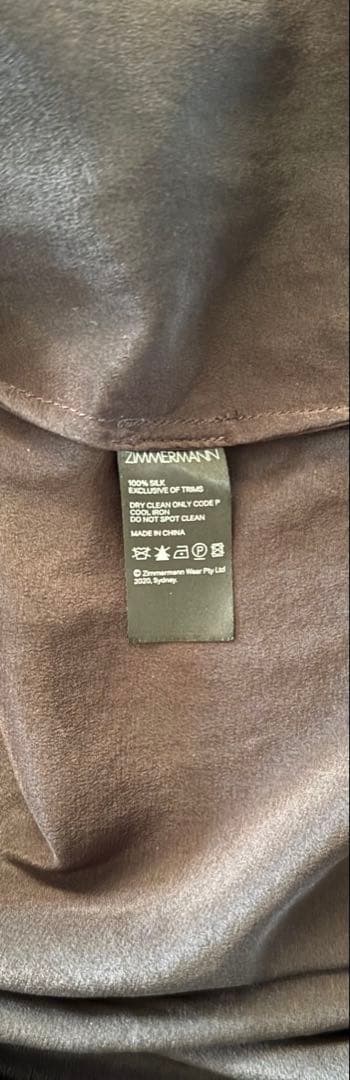 ZIMMERMANN
100% SILK
EXCLUSIVE OF TRIMS
DRY CLEAN ONLY CODE P
COOL IRON
DO NOT SPOT CLEAN
MADE IN CHINA
© Zimmermann Wear Pty Ltd
2020, Sydney.